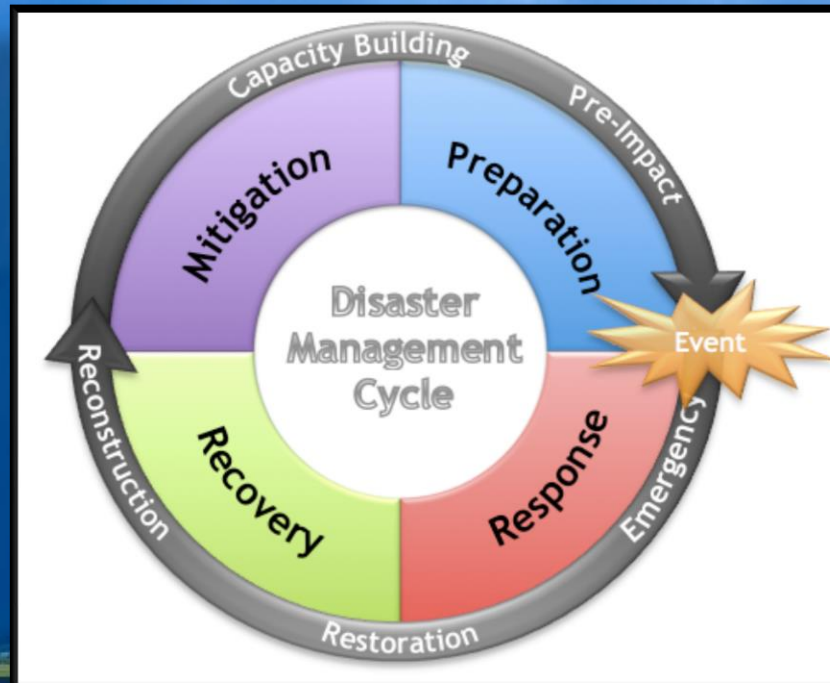 Capacity Building
Pre-Impact
Mitigation
Preparation
Disaster
Management
Cycle
Event
Reconstruction
Recovery
Response
Emergency
Restoration